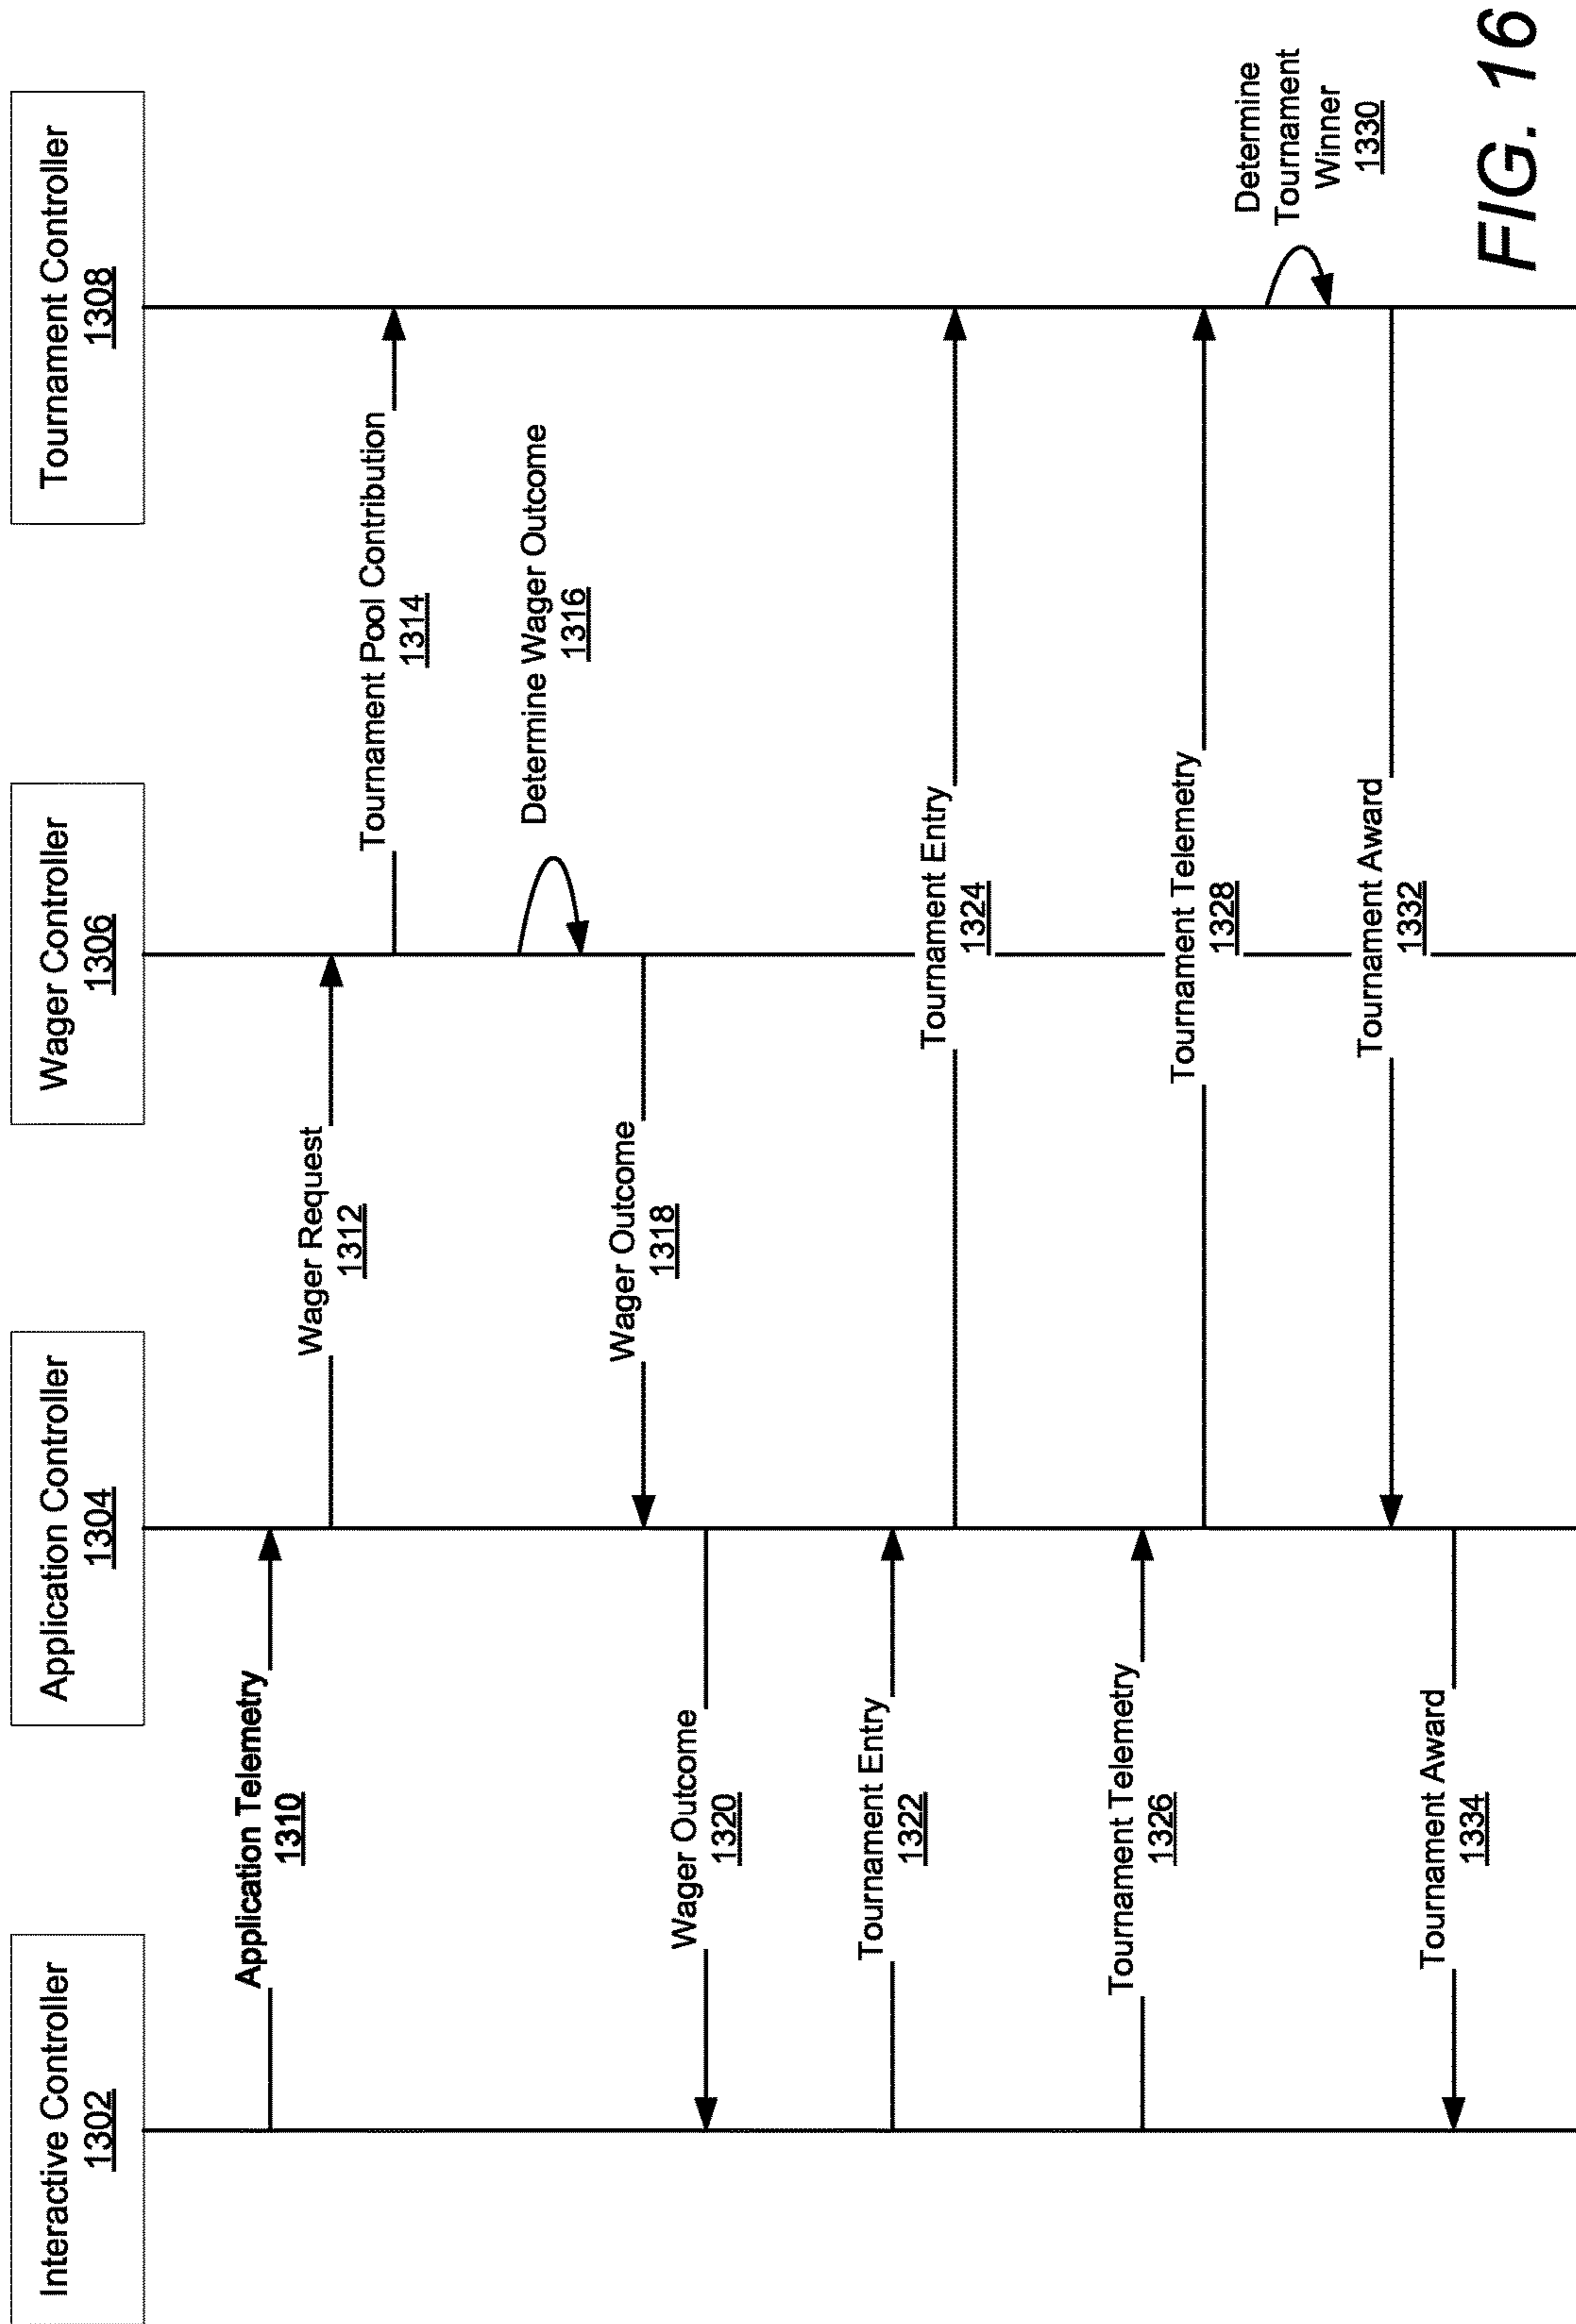 Interactive Controller
1302
Application Controller
1304
Wager Controller
1306
Tournament Controller
1308
Application Telemetry
1310
Wager Request
1312
Tournament Pool Contribution
1314
Determine Wager Outcome
1316
Wager Outcome
1318
Wager Outcome
1320
Tournament Entry
1322
Tournament Entry
1324
Tournament Telemetry
1326
Tournament Telemetry
1328
Determine
Tournament
Winner
1330
Tournament Award
1332
Tournament Award
1334
FIG. 16